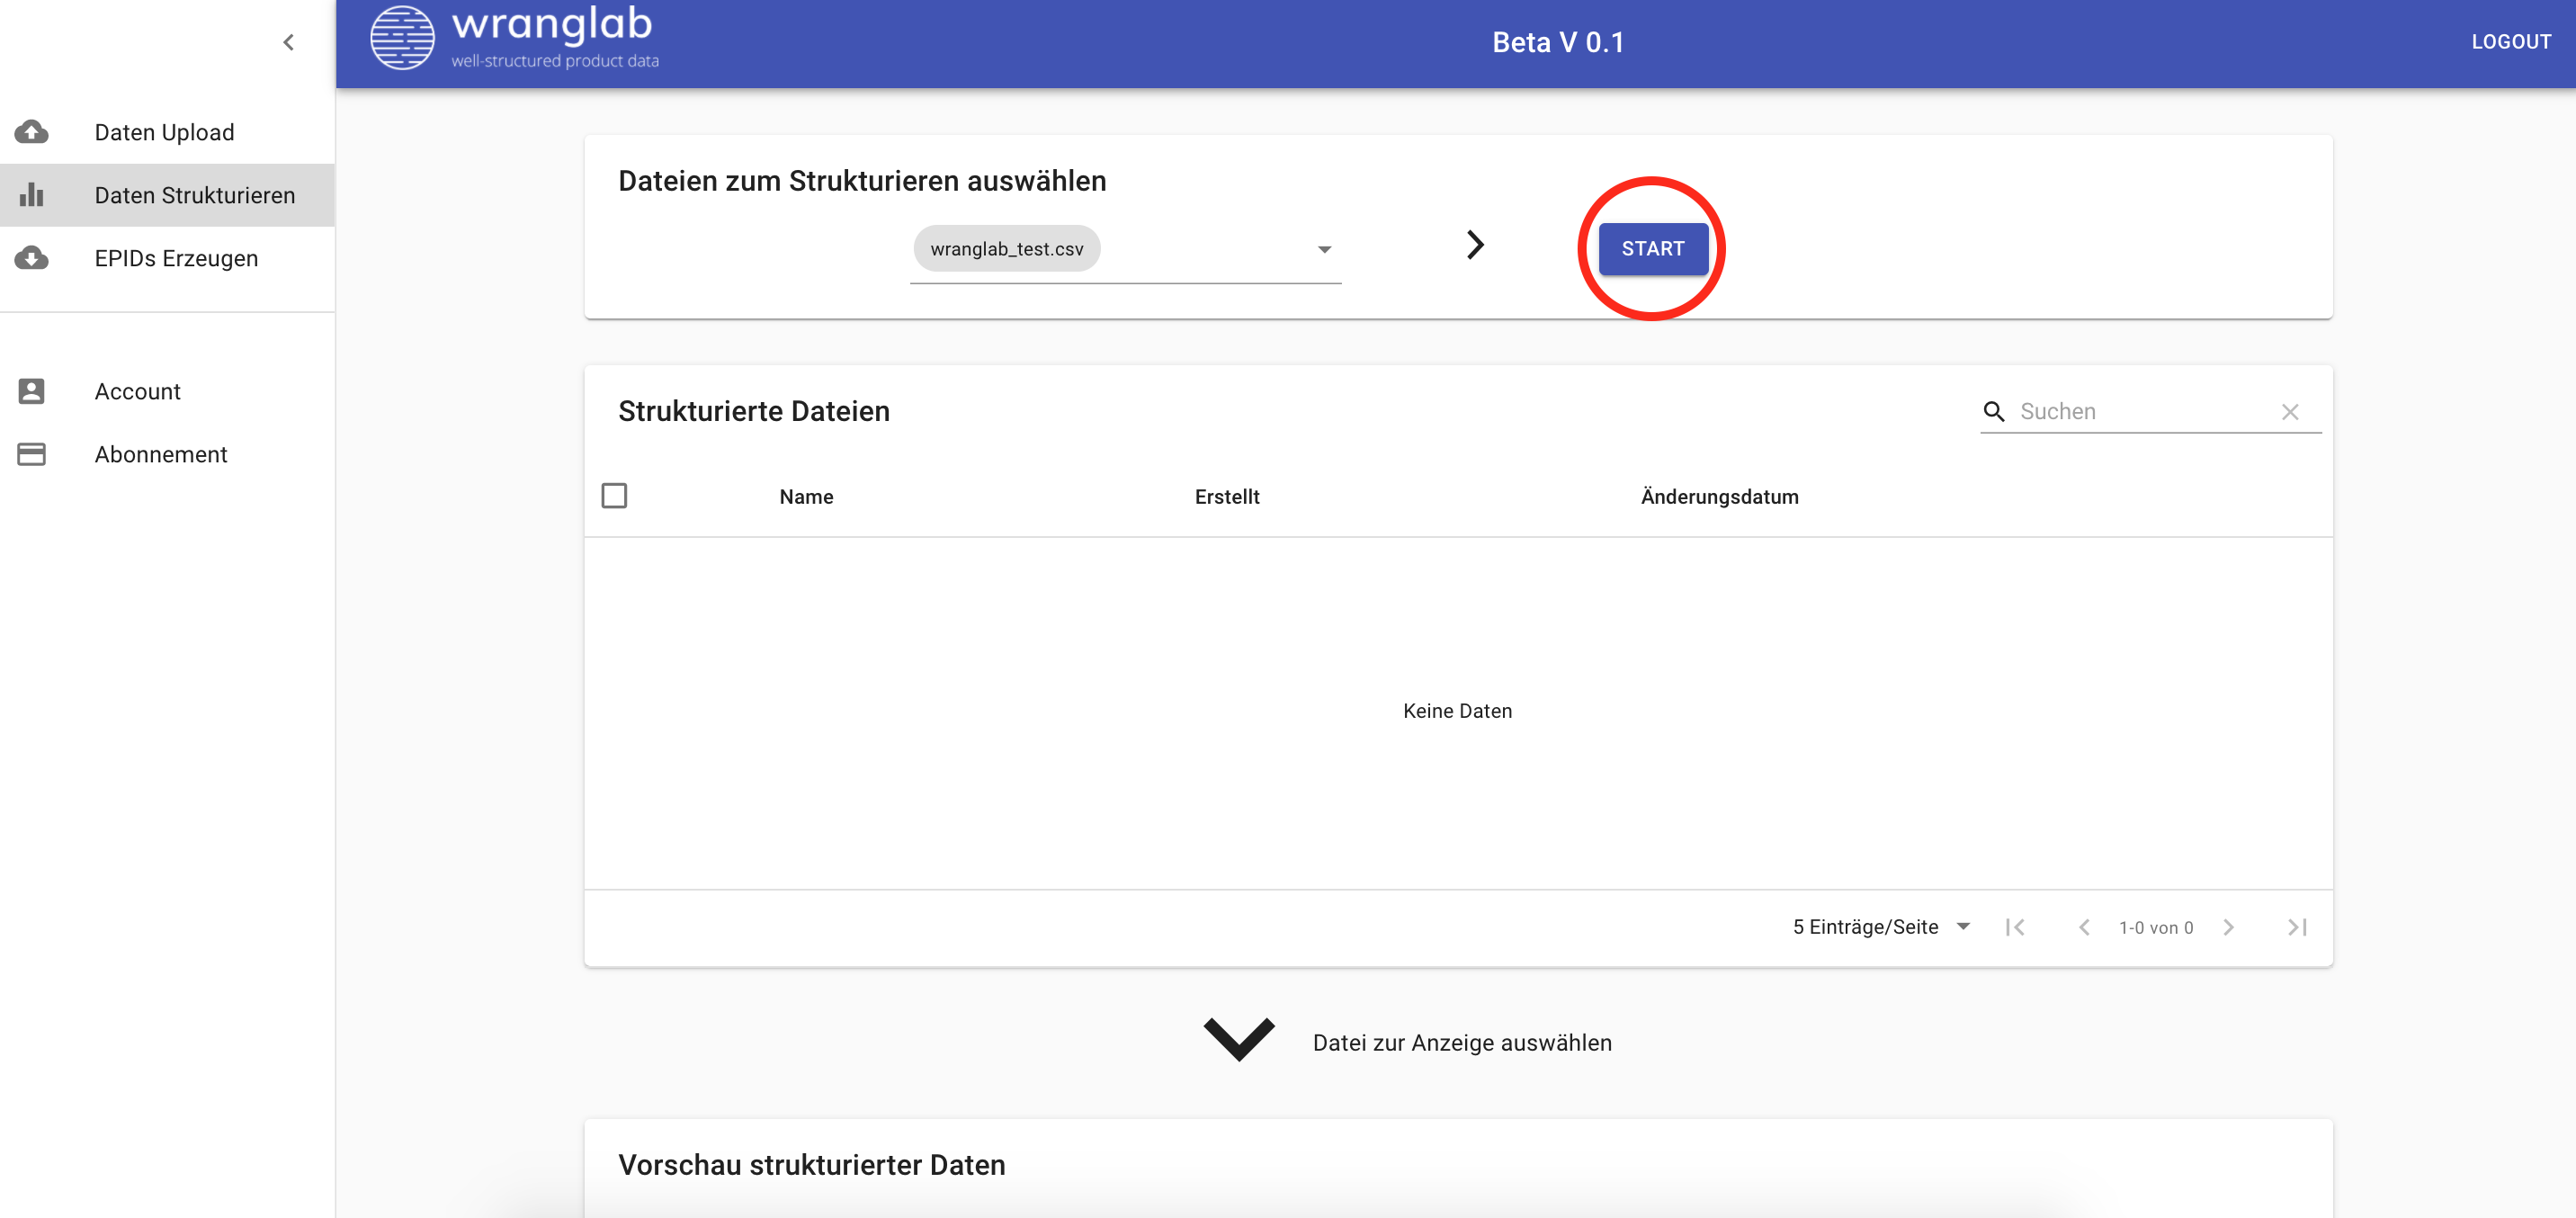 wranglab
well-structured product data
Beta V 0.1
LOGOUT
Daten Upload
Daten Strukturieren
EPIDs Erzeugen
Account
Abonnement
Dateien zum Strukturieren auswählen
wranglab_test.csv
START
Strukturierte Dateien
Suchen
Name Erstellt Änderungsdatum
Keine Daten
5 Einträge/Seite 1-0 von 0
Datei zur Anzeige auswählen
Vorschau strukturierter Daten